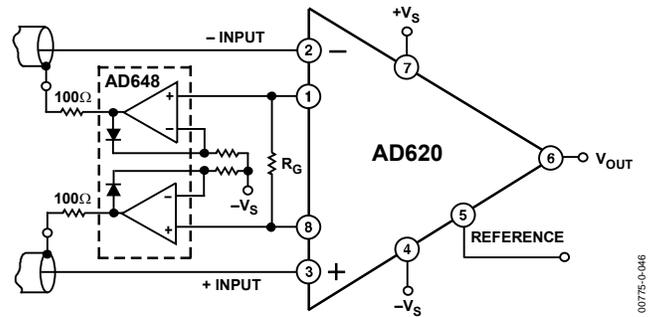 +VS
– INPUT
2
–
7
AD648
100Ω
+
1
–
RG
AD620
6
VOUT
–VS
100Ω
–
+
8
5
REFERENCE
4
3
+
+ INPUT
–VS
00775-0-046